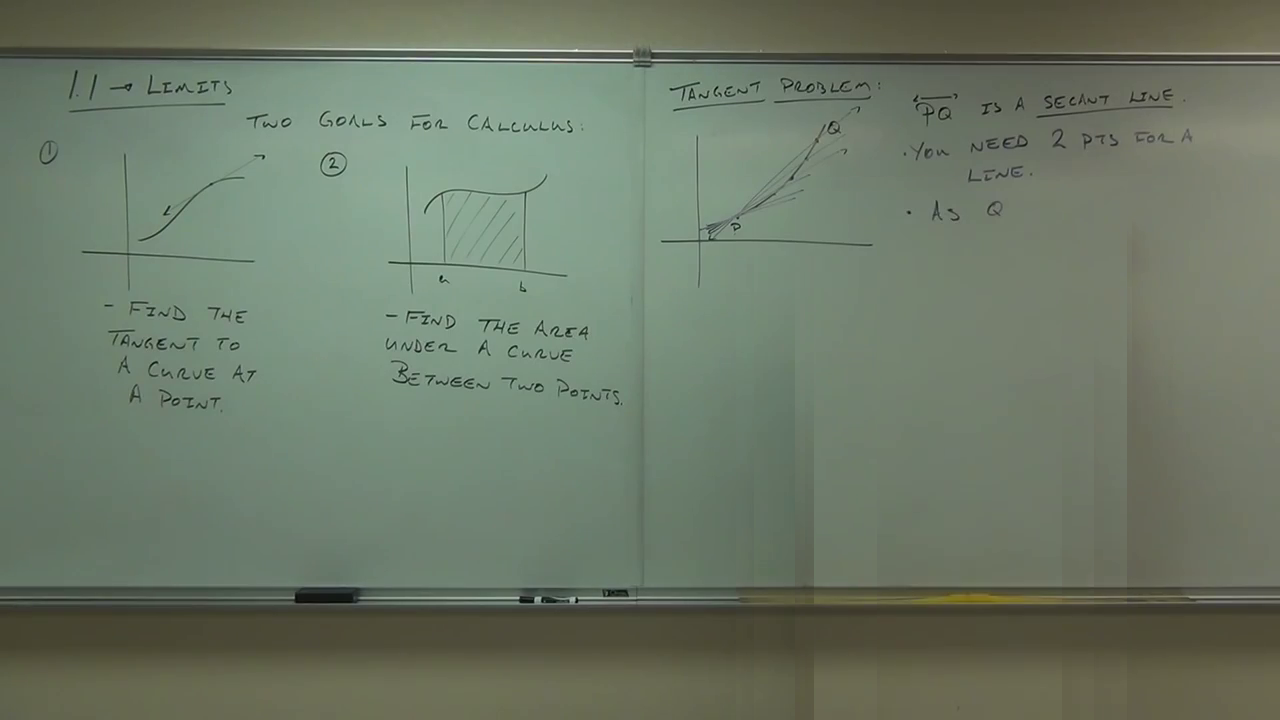 1.1 → LIMITS
TWO GOALS FOR CALCULUS:
①
②
a
b
- FIND THE
TANGENT TO
A CURVE AT
A POINT.
- FIND THE AREA
UNDER A CURVE
BETWEEN TWO POINTS.
TANGENT PROBLEM:
Q
P
PQ IS A SECANT LINE.
· YOU NEED 2 PTS FOR A
LINE.
· AS Q